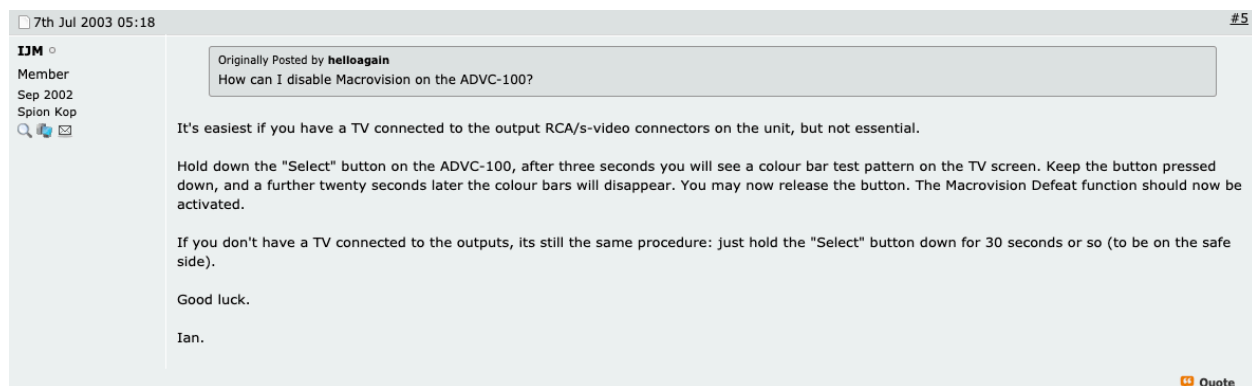 7th Jul 2003 05:18
#5
IJM
Member
Sep 2002
Spion Kop
Originally Posted by helloagain
How can I disable Macrovision on the ADVC-100?
It's easiest if you have a TV connected to the output RCA/s-video connectors on the unit, but not essential.
Hold down the "Select" button on the ADVC-100, after three seconds you will see a colour bar test pattern on the TV screen. Keep the button pressed
down, and a further twenty seconds later the colour bars will disappear. You may now release the button. The Macrovision Defeat function should now be
activated.
If you don't have a TV connected to the outputs, its still the same procedure: just hold the "Select" button down for 30 seconds or so (to be on the safe
side).
Good luck.
Ian.
Quote